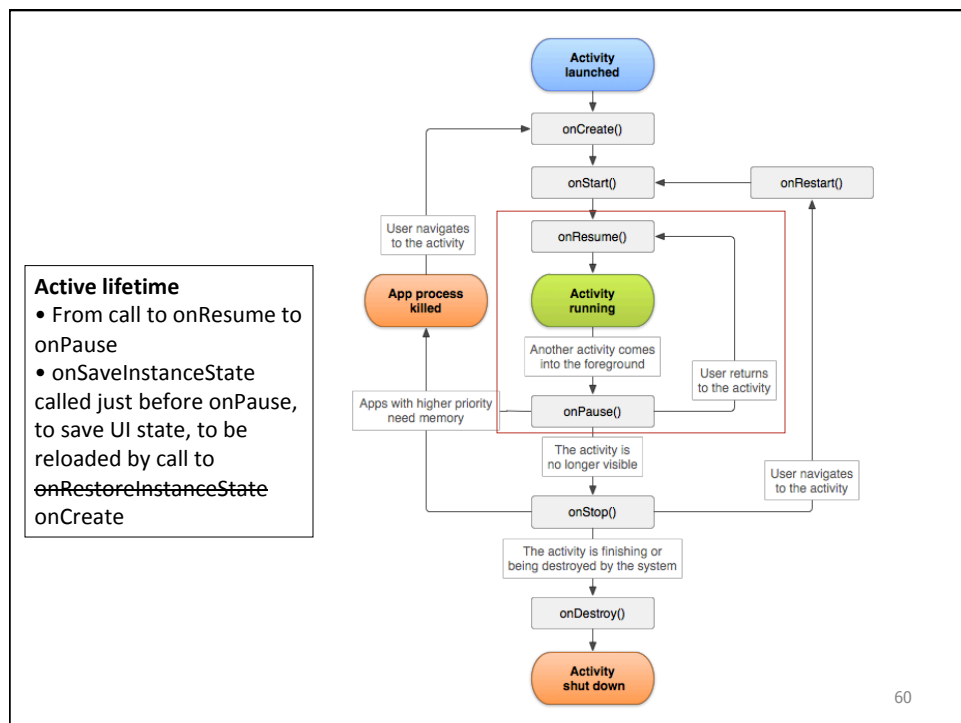 Activity
launched
onCreate()
onStart()
onRestart()
User navigates
to the activity
onResume()
Active lifetime
• From call to onResume to
onPause
• onSaveInstanceState
called just before onPause,
to save UI state, to be
reloaded by call to
onRestoreInstanceState
onCreate
App process
killed
Activity
running
Another activity comes
into the foreground
User returns
to the activity
Apps with higher priority
need memory
onPause()
The activity is
no longer visible
User navigates
to the activity
onStop()
The activity is finishing or
being destroyed by the system
onDestroy()
Activity
shut down
60